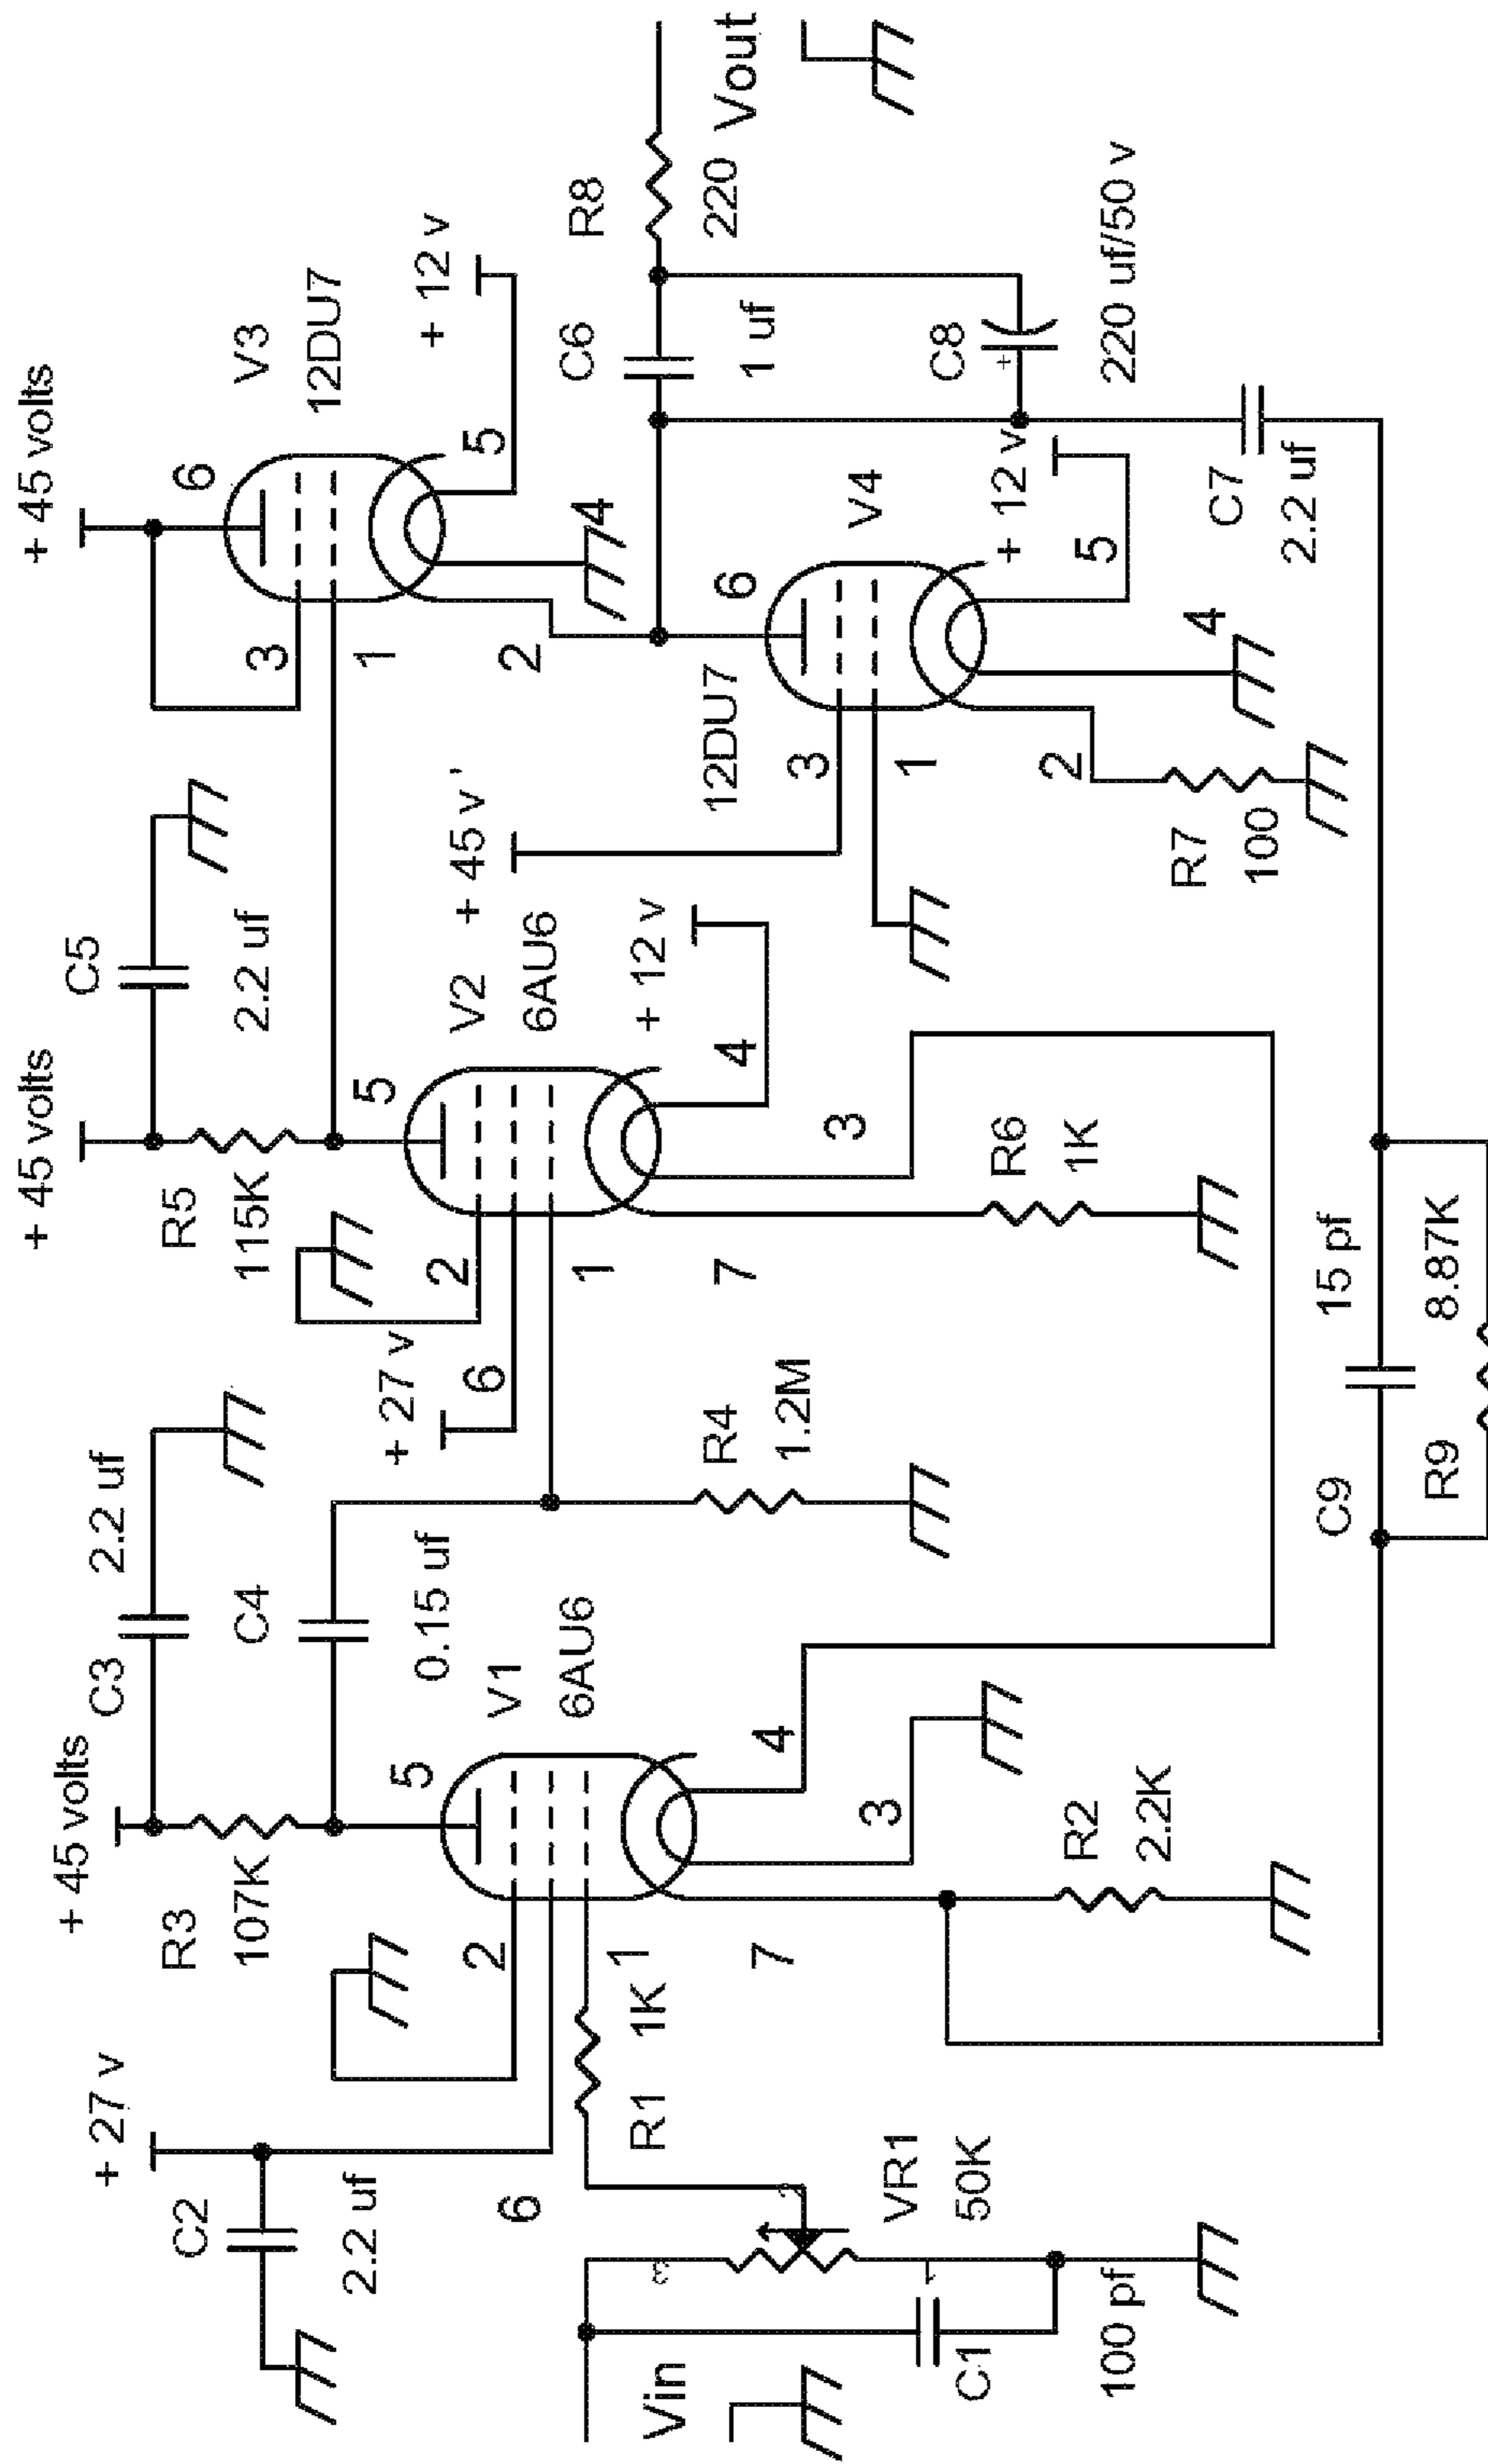 + 27 v
C2
2.2 uf
6
Vin
3
2
1
VR1
50K
C1
100 pf
R1 1K
+ 45 volts
R3
107K
C3 2.2 uf
C4
0.15 uf
V1
6AU6
5
2
1
7
4
3
R2
2.2K
+ 27 v
6
R4
1.2M
+ 45 volts
R5
115K
C5
2.2 uf
V2
6AU6
5
2
1
7
4
3
+ 12 v
R6
1K
+ 45 v '
+ 45 volts
V3
12DU7
6
3
1
2
5
4
+ 12 v
12DU7
V4
6
3
1
2
5
4
+ 12 v
R7
100
C6
1 uf
R8
220
Vout
C8
+
220 uf/50 v
C7
2.2 uf
C9
15 pf
R9
8.87K